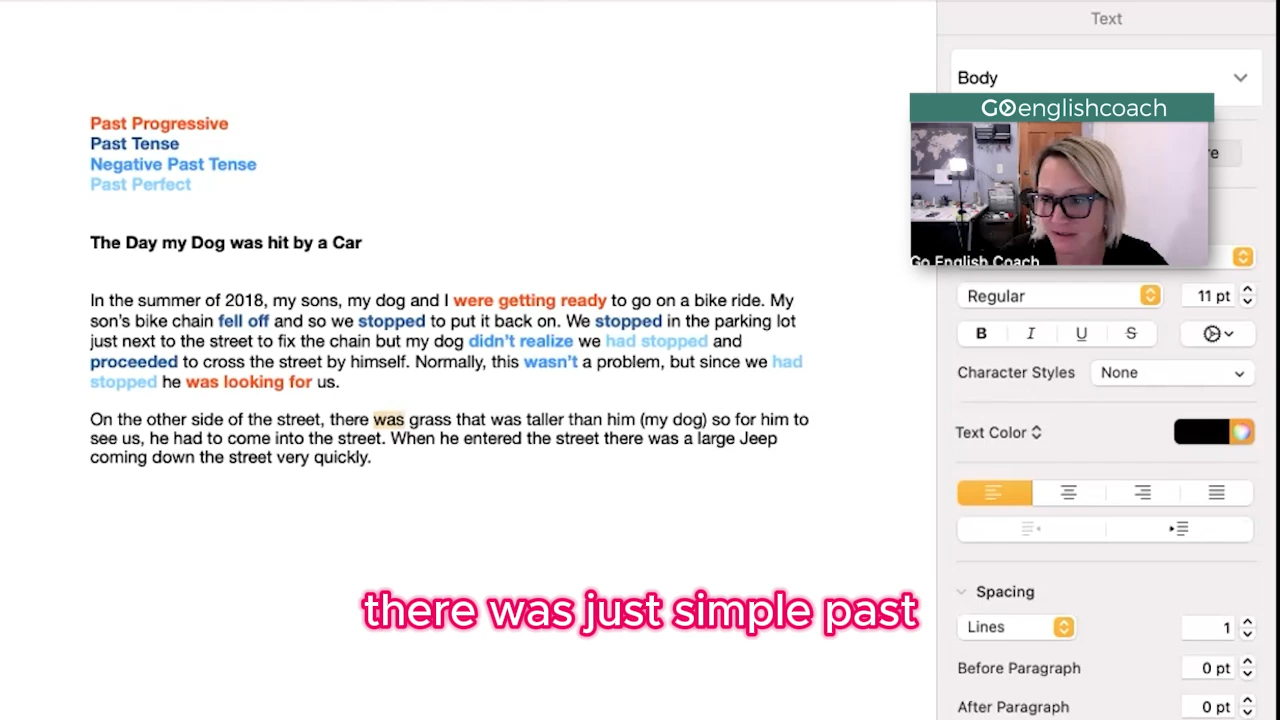 Text
Body
GO englishcoach
re
Go English Coach
Past Progressive
Past Tense
Negative Past Tense
Past Perfect
The Day my Dog was hit by a Car
In the summer of 2018, my sons, my dog and I were getting ready to go on a bike ride. My
son's bike chain fell off and so we stopped to put it back on. We stopped in the parking lot
just next to the street to fix the chain but my dog didn't realize we had stopped and
proceeded to cross the street by himself. Normally, this wasn't a problem, but since we had
stopped he was looking for us.
On the other side of the street, there was grass that was taller than him (my dog) so for him to
see us, he had to come into the street. When he entered the street there was a large Jeep
coming down the street very quickly.
Regular 11 pt
B I U S
Character Styles None
Text Color
Spacing
Lines 1
Before Paragraph 0 pt
After Paragraph 0 pt
there was just simple past